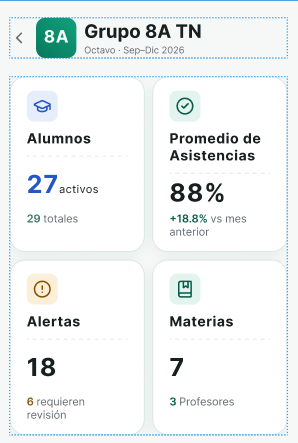 8A
Grupo 8A TN
Octavo · Sep–Dic 2026
Alumnos
27 activos
29 totales
Promedio de
Asistencias
88%
+18.8% vs mes
anterior
Alertas
18
6 requieren
revisión
Materias
7
3 Profesores